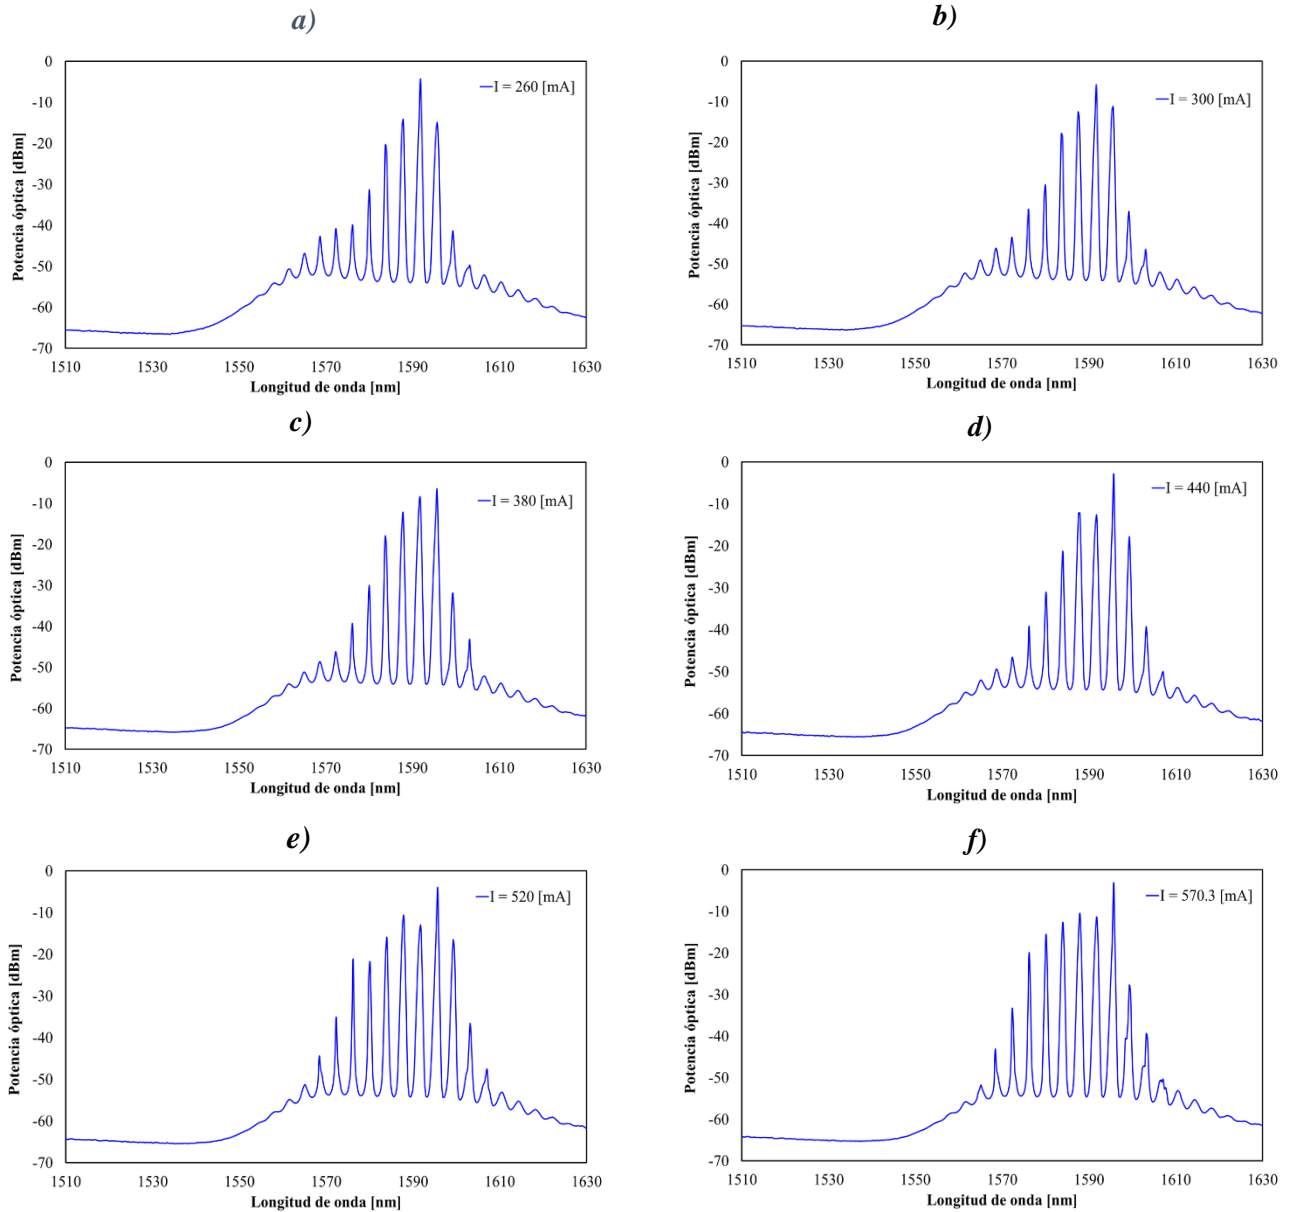 a)
0
-10
-20
-30
-40
-50
-60
-70
Potencia óptica [dBm]
I = 260 [mA]
1510 1530 1550 1570 1590 1610 1630
Longitud de onda [nm]
b)
0
-10
-20
-30
-40
-50
-60
-70
Potencia óptica [dBm]
I = 300 [mA]
1510 1530 1550 1570 1590 1610 1630
Longitud de onda [nm]
c)
0
-10
-20
-30
-40
-50
-60
-70
Potencia óptica [dBm]
I = 380 [mA]
1510 1530 1550 1570 1590 1610 1630
Longitud de onda [nm]
d)
0
-10
-20
-30
-40
-50
-60
-70
Potencia óptica [dBm]
I = 440 [mA]
1510 1530 1550 1570 1590 1610 1630
Longitud de onda [nm]
e)
0
-10
-20
-30
-40
-50
-60
-70
Potencia óptica [dBm]
I = 520 [mA]
1510 1530 1550 1570 1590 1610 1630
Longitud de onda [nm]
f)
0
-10
-20
-30
-40
-50
-60
-70
Potencia óptica [dBm]
I = 570.3 [mA]
1510 1530 1550 1570 1590 1610 1630
Longitud de onda [nm]